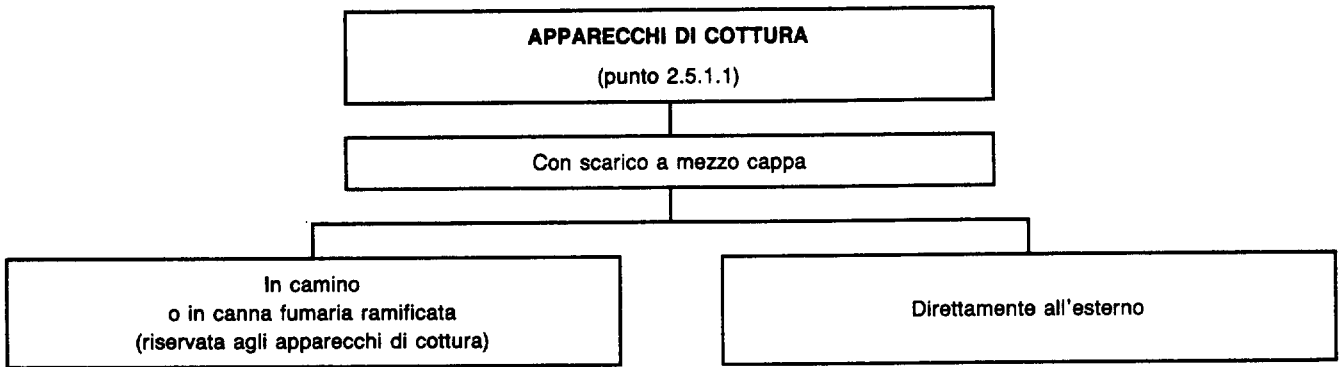 APPARECCHI DI COTTURA
(punto 2.5.1.1)
Con scarico a mezzo cappa
In camino
o in canna fumaria ramificata
(riservata agli apparecchi di cottura)
Direttamente all'esterno